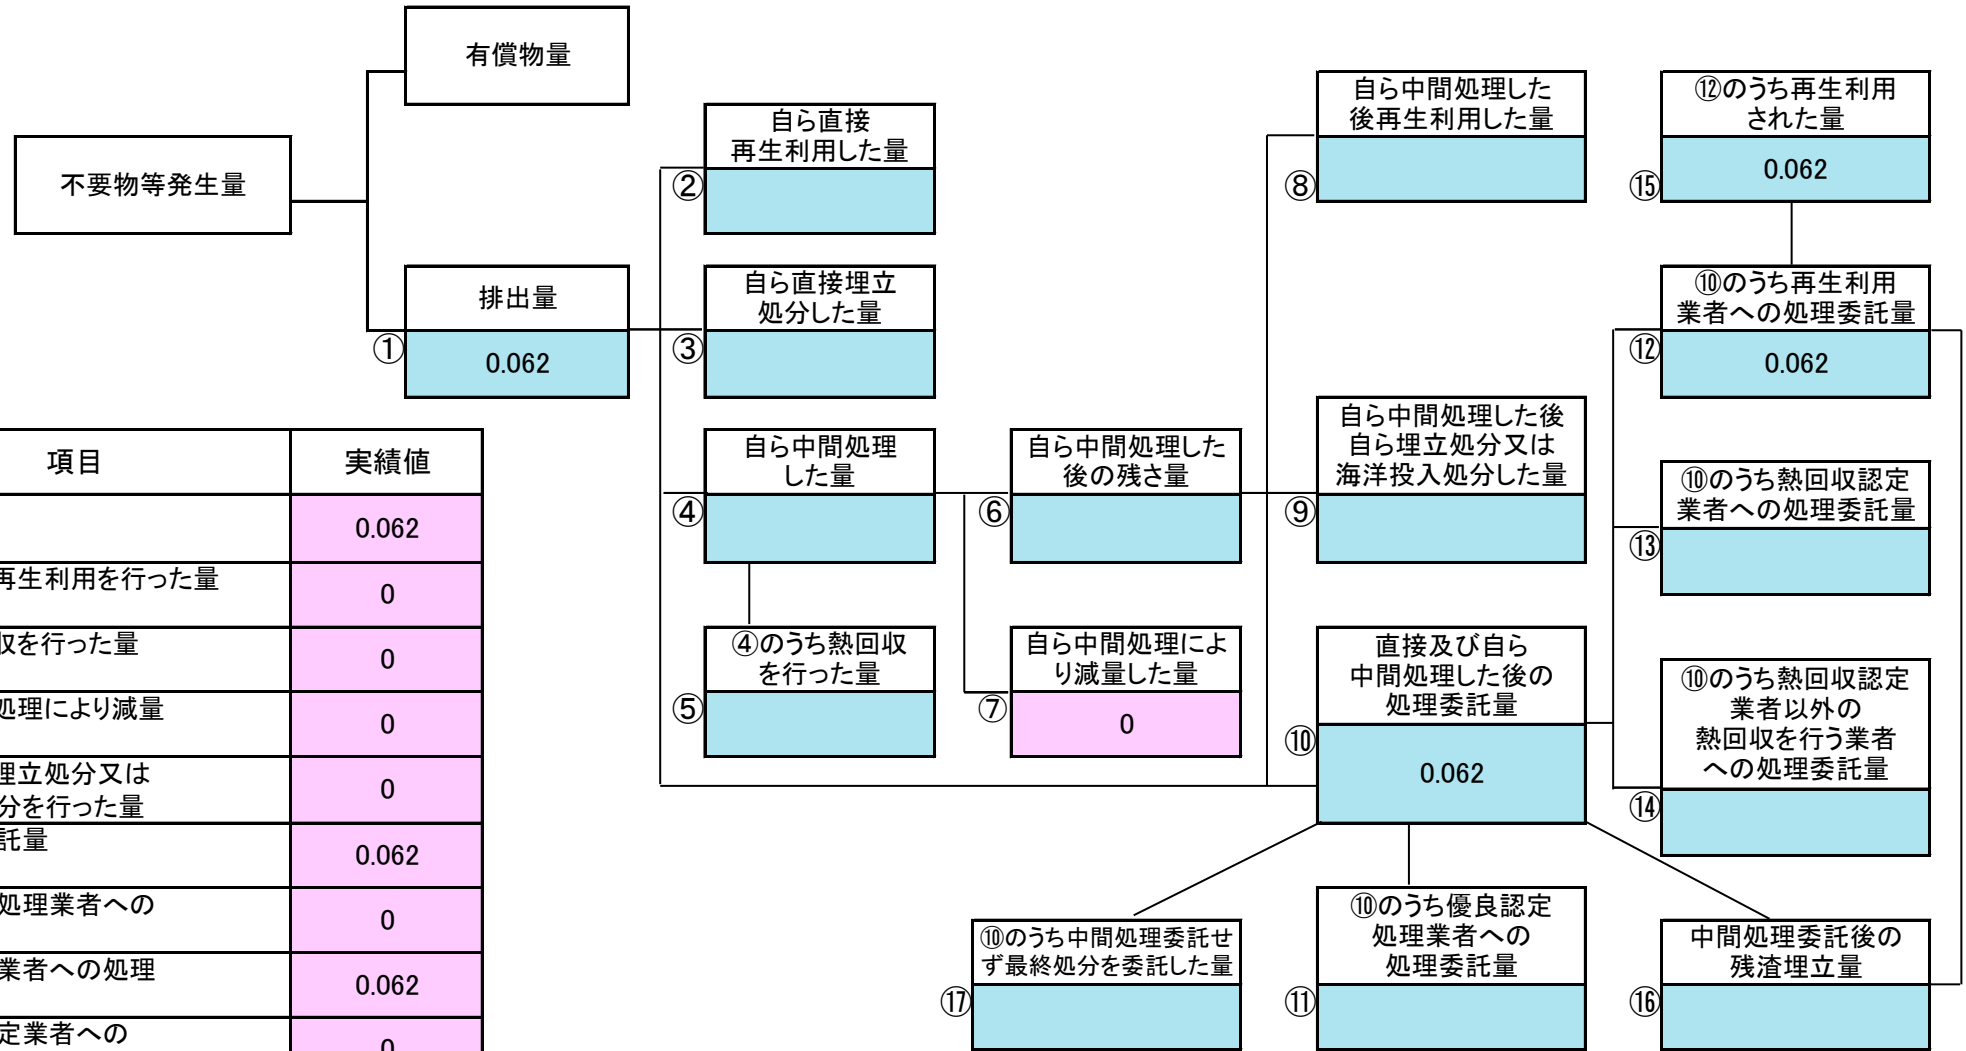 有償物量
不要物等発生量
排出量
①
0.062
自ら直接
再生利用した量
②
自ら直接埋立
処分した量
③
自ら中間処理
した量
④
④のうち熱回収
を行った量
⑤
自ら中間処理した
後の残さ量
⑥
自ら中間処理によ
り減量した量
⑦
0
自ら中間処理した
後再生利用した量
⑧
自ら中間処理した後
自ら埋立処分又は
海洋投入処分した量
⑨
直接及び自ら
中間処理した後の
処理委託量
⑩
0.062
⑫のうち再生利用
された量
⑮
0.062
⑩のうち再生利用
業者への処理委託量
⑫
0.062
⑩のうち熱回収認定
業者への処理委託量
⑬
⑩のうち熱回収認定
業者以外の
熱回収を行う業者
への処理委託量
⑭
⑩のうち中間処理委託せ
ず最終処分を委託した量
⑰
⑩のうち優良認定
処理業者への
処理委託量
⑪
中間処理委託後の
残渣埋立量
⑯
項目
実績値
0.062
再生利用を行った量
0
収を行った量
0
処理により減量
0
埋立処分又は
分を行った量
0
託量
0.062
処理業者への
0
業者への処理
0.062
定業者への
0